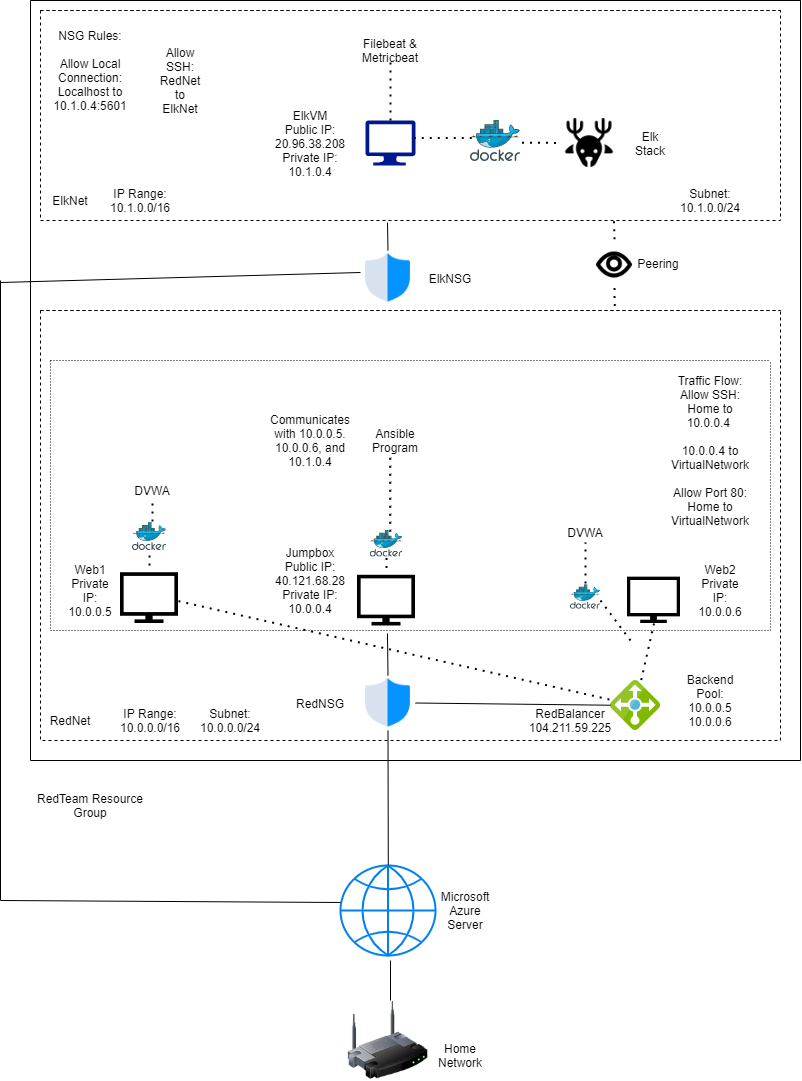 NSG Rules:
Allow Local
Connection:
Localhost to
10.1.0.4:5601
Allow
SSH:
RedNet
to
ElkNet
Filebeat &
Metricbeat
ElkVM
Public IP:
20.96.38.208
Private IP:
10.1.0.4
docker
Elk
Stack
ElkNet
IP Range:
10.1.0.0/16
Subnet:
10.1.0.0/24
ElkNSG
Peering
Traffic Flow:
Allow SSH:
Home to
10.0.0.4
10.0.0.4 to
VirtualNetwork
Allow Port 80:
Home to
VirtualNetwork
Communicates
with 10.0.0.5.
10.0.0.6, and
10.1.0.4
Ansible
Program
DVWA
docker
Web1
Private
IP:
10.0.0.5
docker
Jumpbox
Public IP:
40.121.68.28
Private IP:
10.0.0.4
DVWA
docker
Web2
Private
IP:
10.0.0.6
RedNSG
Backend
Pool:
10.0.0.5
10.0.0.6
RedBalancer
104.211.59.225
RedNet
IP Range:
10.0.0.0/16
Subnet:
10.0.0.0/24
RedTeam Resource
Group
Microsoft
Azure
Server
Home
Network